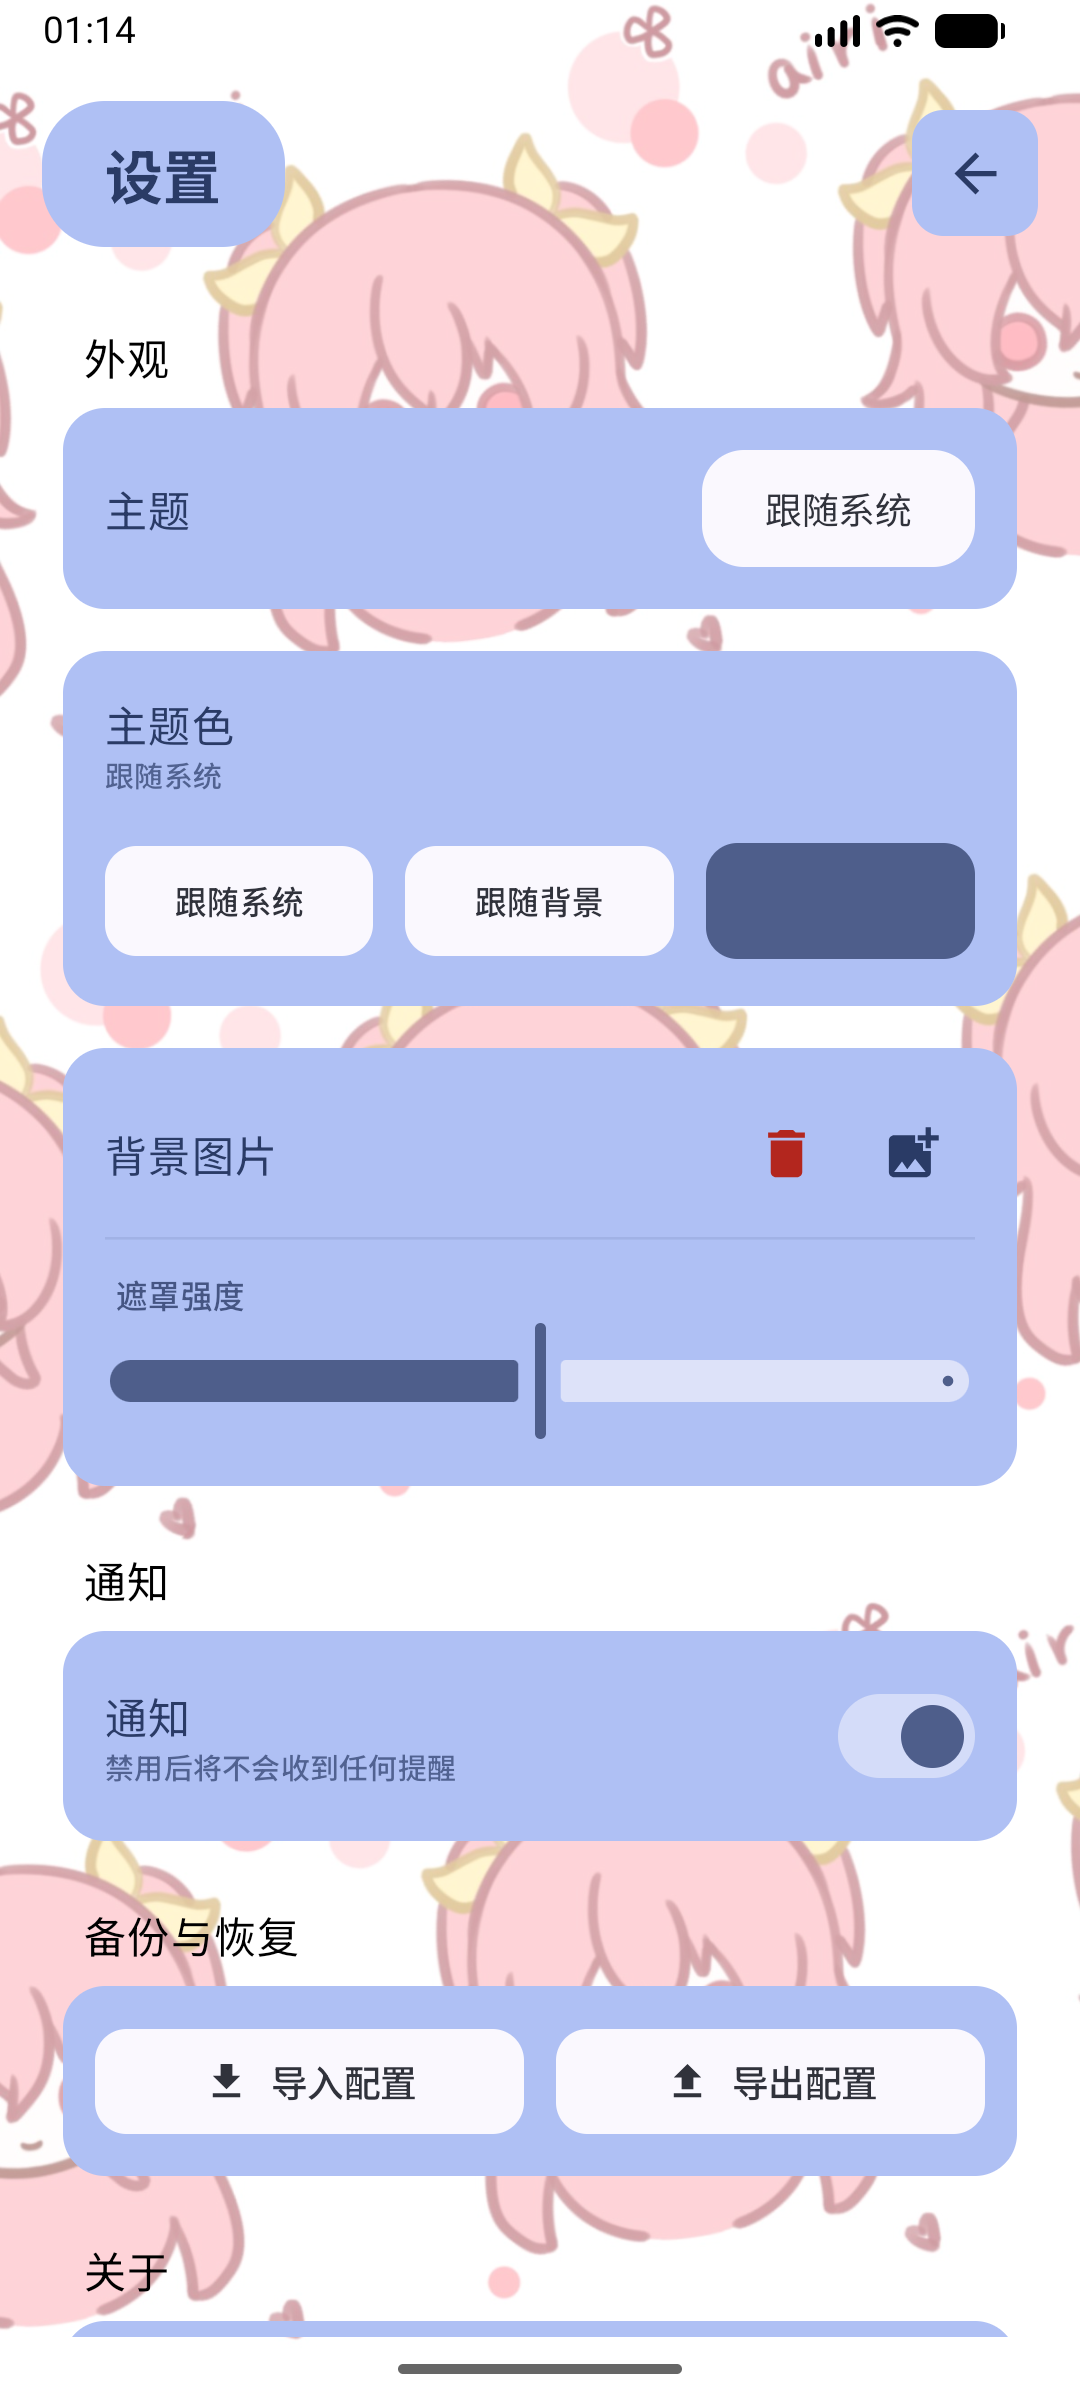 01:14
airi
设置
外观
主题
跟随系统
主题色
跟随系统
跟随系统
跟随背景
背景图片
遮罩强度
通知
通知
禁用后将不会收到任何提醒
备份与恢复
导入配置
导出配置
关于